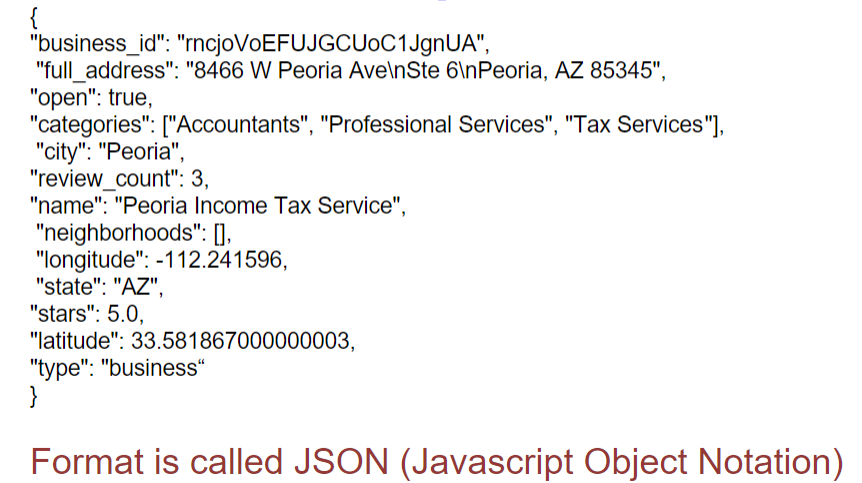 {
"business_id": "rncjoVoEFUJGCUoC1JgnUA",
"full_address": "8466 W Peoria Ave\nSte 6\nPeoria, AZ 85345",
"open": true,
"categories": ["Accountants", "Professional Services", "Tax Services"],
"city": "Peoria",
"review_count": 3,
"name": "Peoria Income Tax Service",
"neighborhoods": [],
"longitude": -112.241596,
"state": "AZ",
"stars": 5.0,
"latitude": 33.581867000000003,
"type": "business“
}
Format is called JSON (Javascript Object Notation)